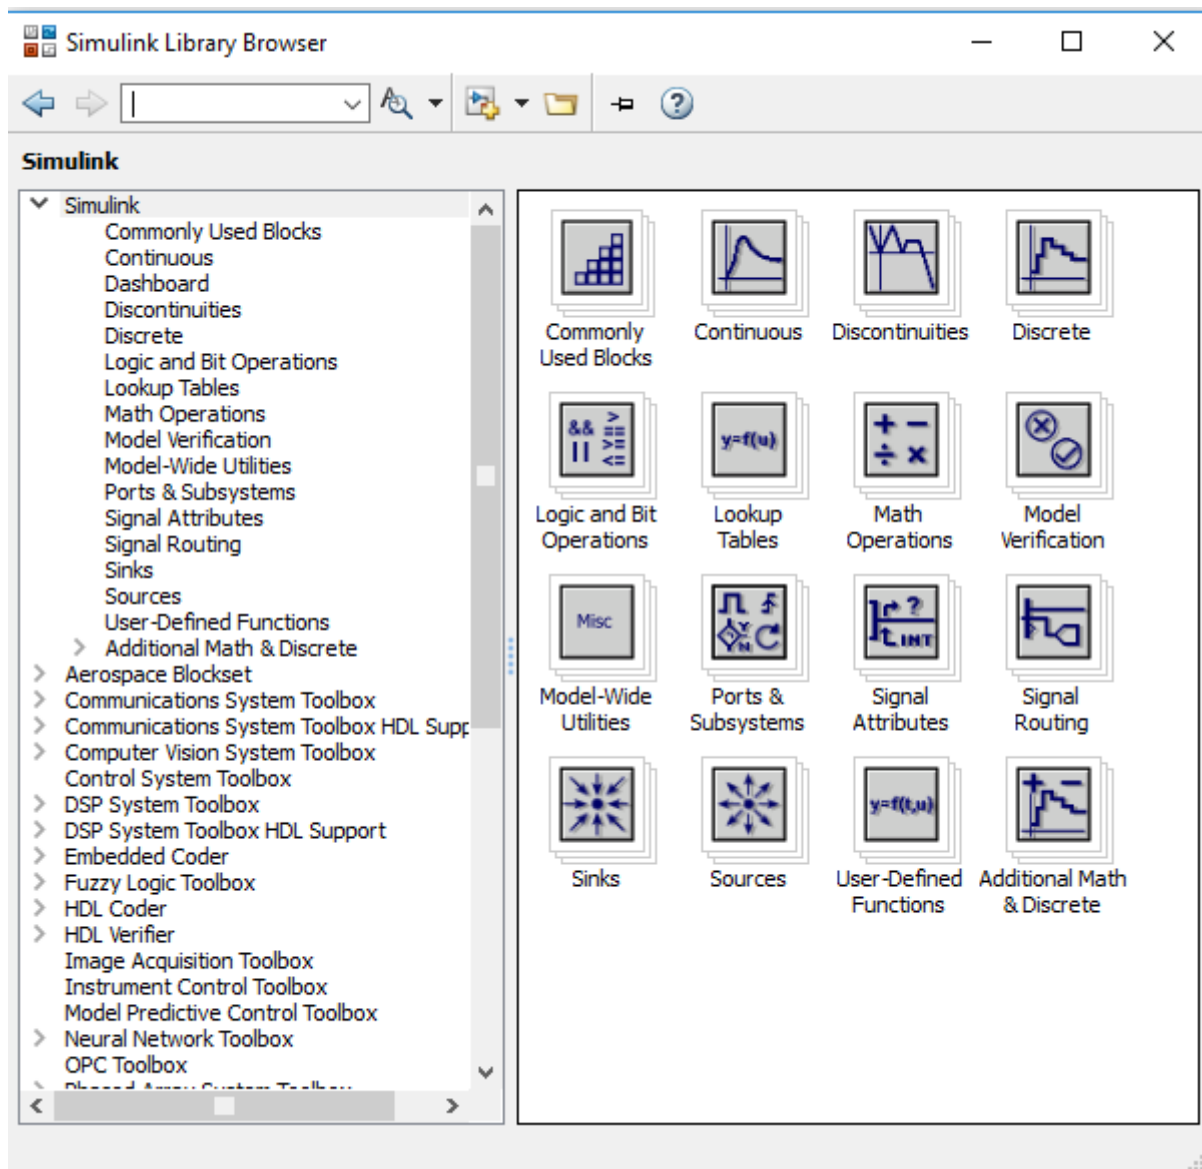 Simulink Library Browser
Simulink
Simulink
Commonly Used Blocks
Continuous
Dashboard
Discontinuities
Discrete
Logic and Bit Operations
Lookup Tables
Math Operations
Model Verification
Model-Wide Utilities
Ports & Subsystems
Signal Attributes
Signal Routing
Sinks
Sources
User-Defined Functions
Additional Math & Discrete
Aerospace Blockset
Communications System Toolbox
Communications System Toolbox HDL Supp
Computer Vision System Toolbox
Control System Toolbox
DSP System Toolbox
DSP System Toolbox HDL Support
Embedded Coder
Fuzzy Logic Toolbox
HDL Coder
HDL Verifier
Image Acquisition Toolbox
Instrument Control Toolbox
Model Predictive Control Toolbox
Neural Network Toolbox
OPC Toolbox
Phased Array System Toolbox
Commonly
Used Blocks
Continuous
Discontinuities
Discrete
&& >
== 
|| >=
<=
Logic and Bit
Operations
y=f(u)
Lookup
Tables
+ −
÷ ×
Math
Operations
Model
Verification
Misc
Model-Wide
Utilities
Y
N
Ports &
Subsystems
?
INT
Signal
Attributes
Signal
Routing
Sinks
Sources
y=f(t,u)
User-Defined
Functions
+ −
Additional Math
& Discrete